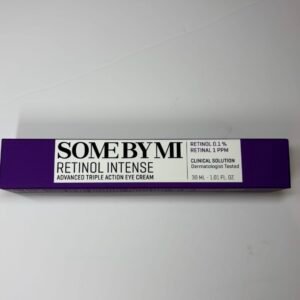 SOME BY MI
RETINOL INTENSE
ADVANCED TRIPLE ACTION EYE CREAM
RETINOL 0.1 %
RETINAL 1 PPM
CLINICAL SOLUTION
Dermatologist Tested
30 ML - 1.01 FL. OZ.